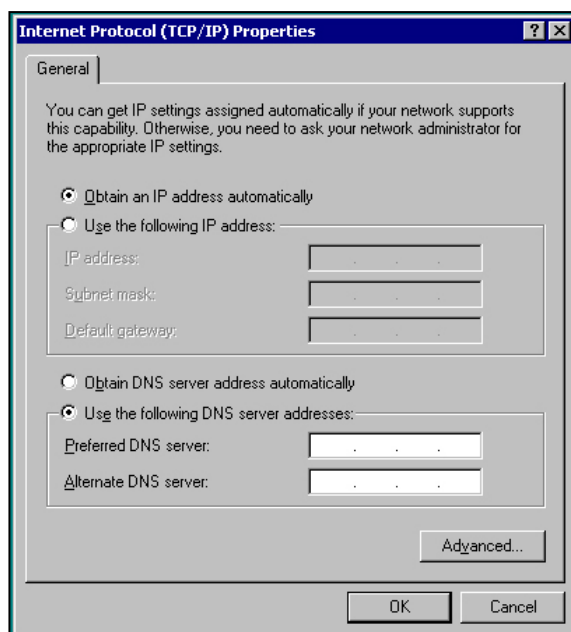 Internet Protocol (TCP/IP) Properties
General
You can get IP settings assigned automatically if your network supports
this capability. Otherwise, you need to ask your network administrator for
the appropriate IP settings.
Obtain an IP address automatically
Use the following IP address:
IP address:
Subnet mask:
Default gateway:
Obtain DNS server address automatically
Use the following DNS server addresses:
Preferred DNS server:
Alternate DNS server:
Advanced...
OK Cancel